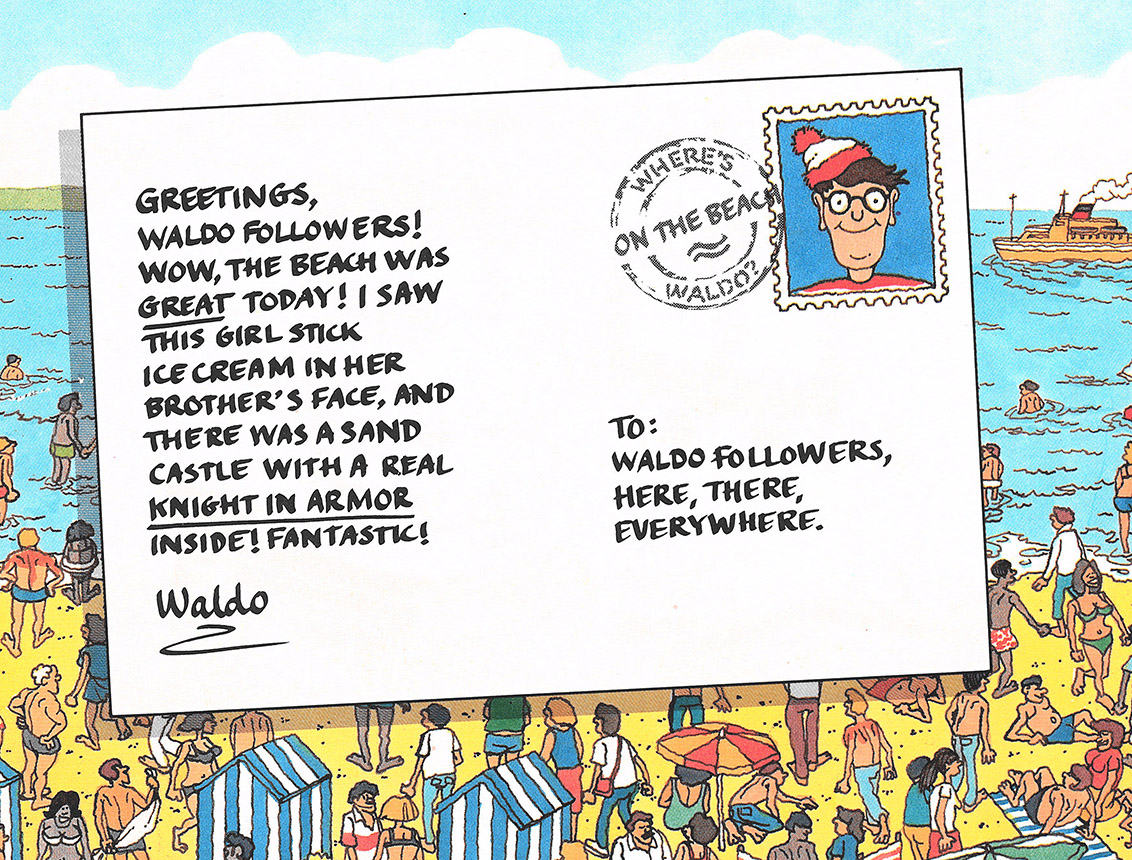 GREETINGS,
WALDO FOLLOWERS!
WOW, THE BEACH WAS
GREAT TODAY! I SAW
THIS GIRL STICK
ICE CREAM IN HER
BROTHER'S FACE, AND
THERE WAS A SAND
CASTLE WITH A REAL
KNIGHT IN ARMOR
INSIDE! FANTASTIC!
Waldo
WHERE'S
ON THE BEACH
WALDO?
TO:
WALDO FOLLOWERS,
HERE, THERE,
EVERYWHERE.